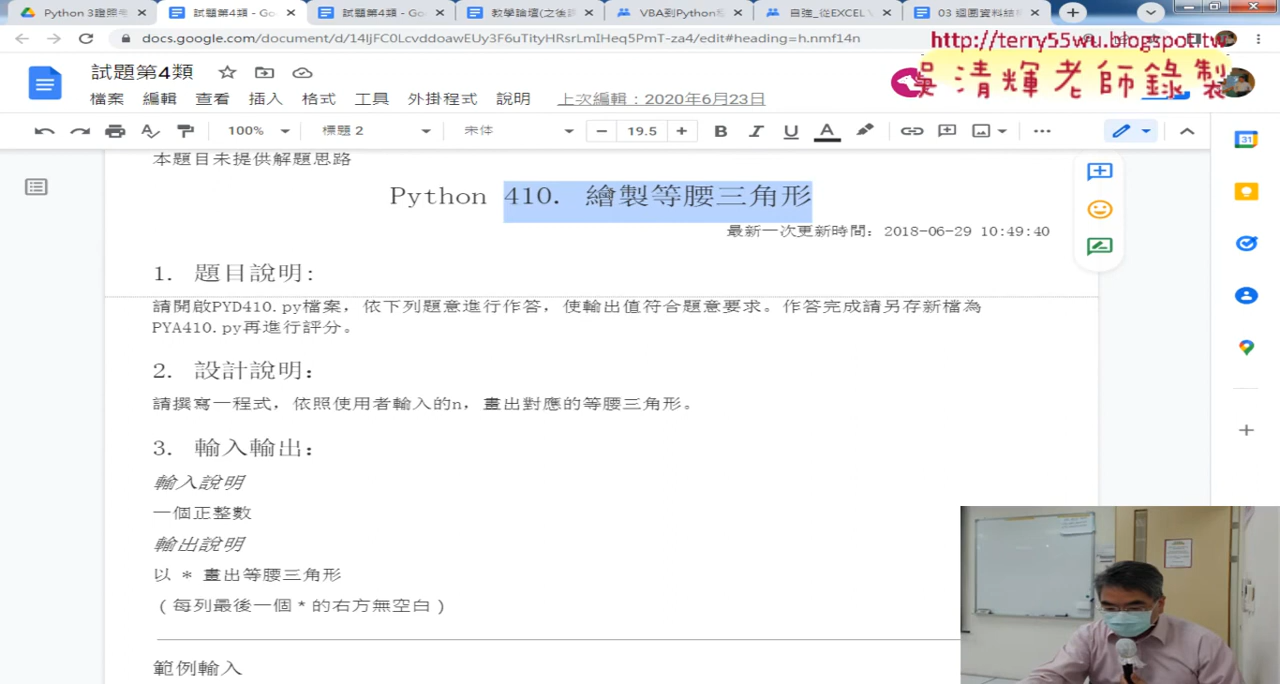 Python 3證照考
試題第4類 - Go
試題第4類 - Go
教學論壇(之後課
VBA到Python程
自強_從EXCEL V
03 迴圈資料結構
docs.google.com/document/d/14IjFC0LcvddoawEUy3F6uTityHRsrLmIHeq5PmT-za4/edit#heading=h.nmf14n
http://terry55wu.blogspot.tw
吳清輝老師錄製
試題第4類
檔案 編輯 查看 插入 格式 工具 外掛程式 說明 上次編輯：2020年6月23日
100% 標題 2 宋体 19.5 B I U A
31
本題目未提供解題思路
Python 410. 繪製等腰三角形
最新一次更新時間: 2018-06-29 10:49:40
1. 題目說明:
請開啟PYD410.py檔案，依下列題意進行作答，使輸出值符合題意要求。作答完成請另存新檔為
PYA410.py再進行評分。
2. 設計說明：
請撰寫一程式，依照使用者輸入的n，畫出對應的等腰三角形。
3. 輸入輸出：
輸入說明
一個正整數
輸出說明
以 * 畫出等腰三角形
（每列最後一個 * 的右方無空白）
範例輸入